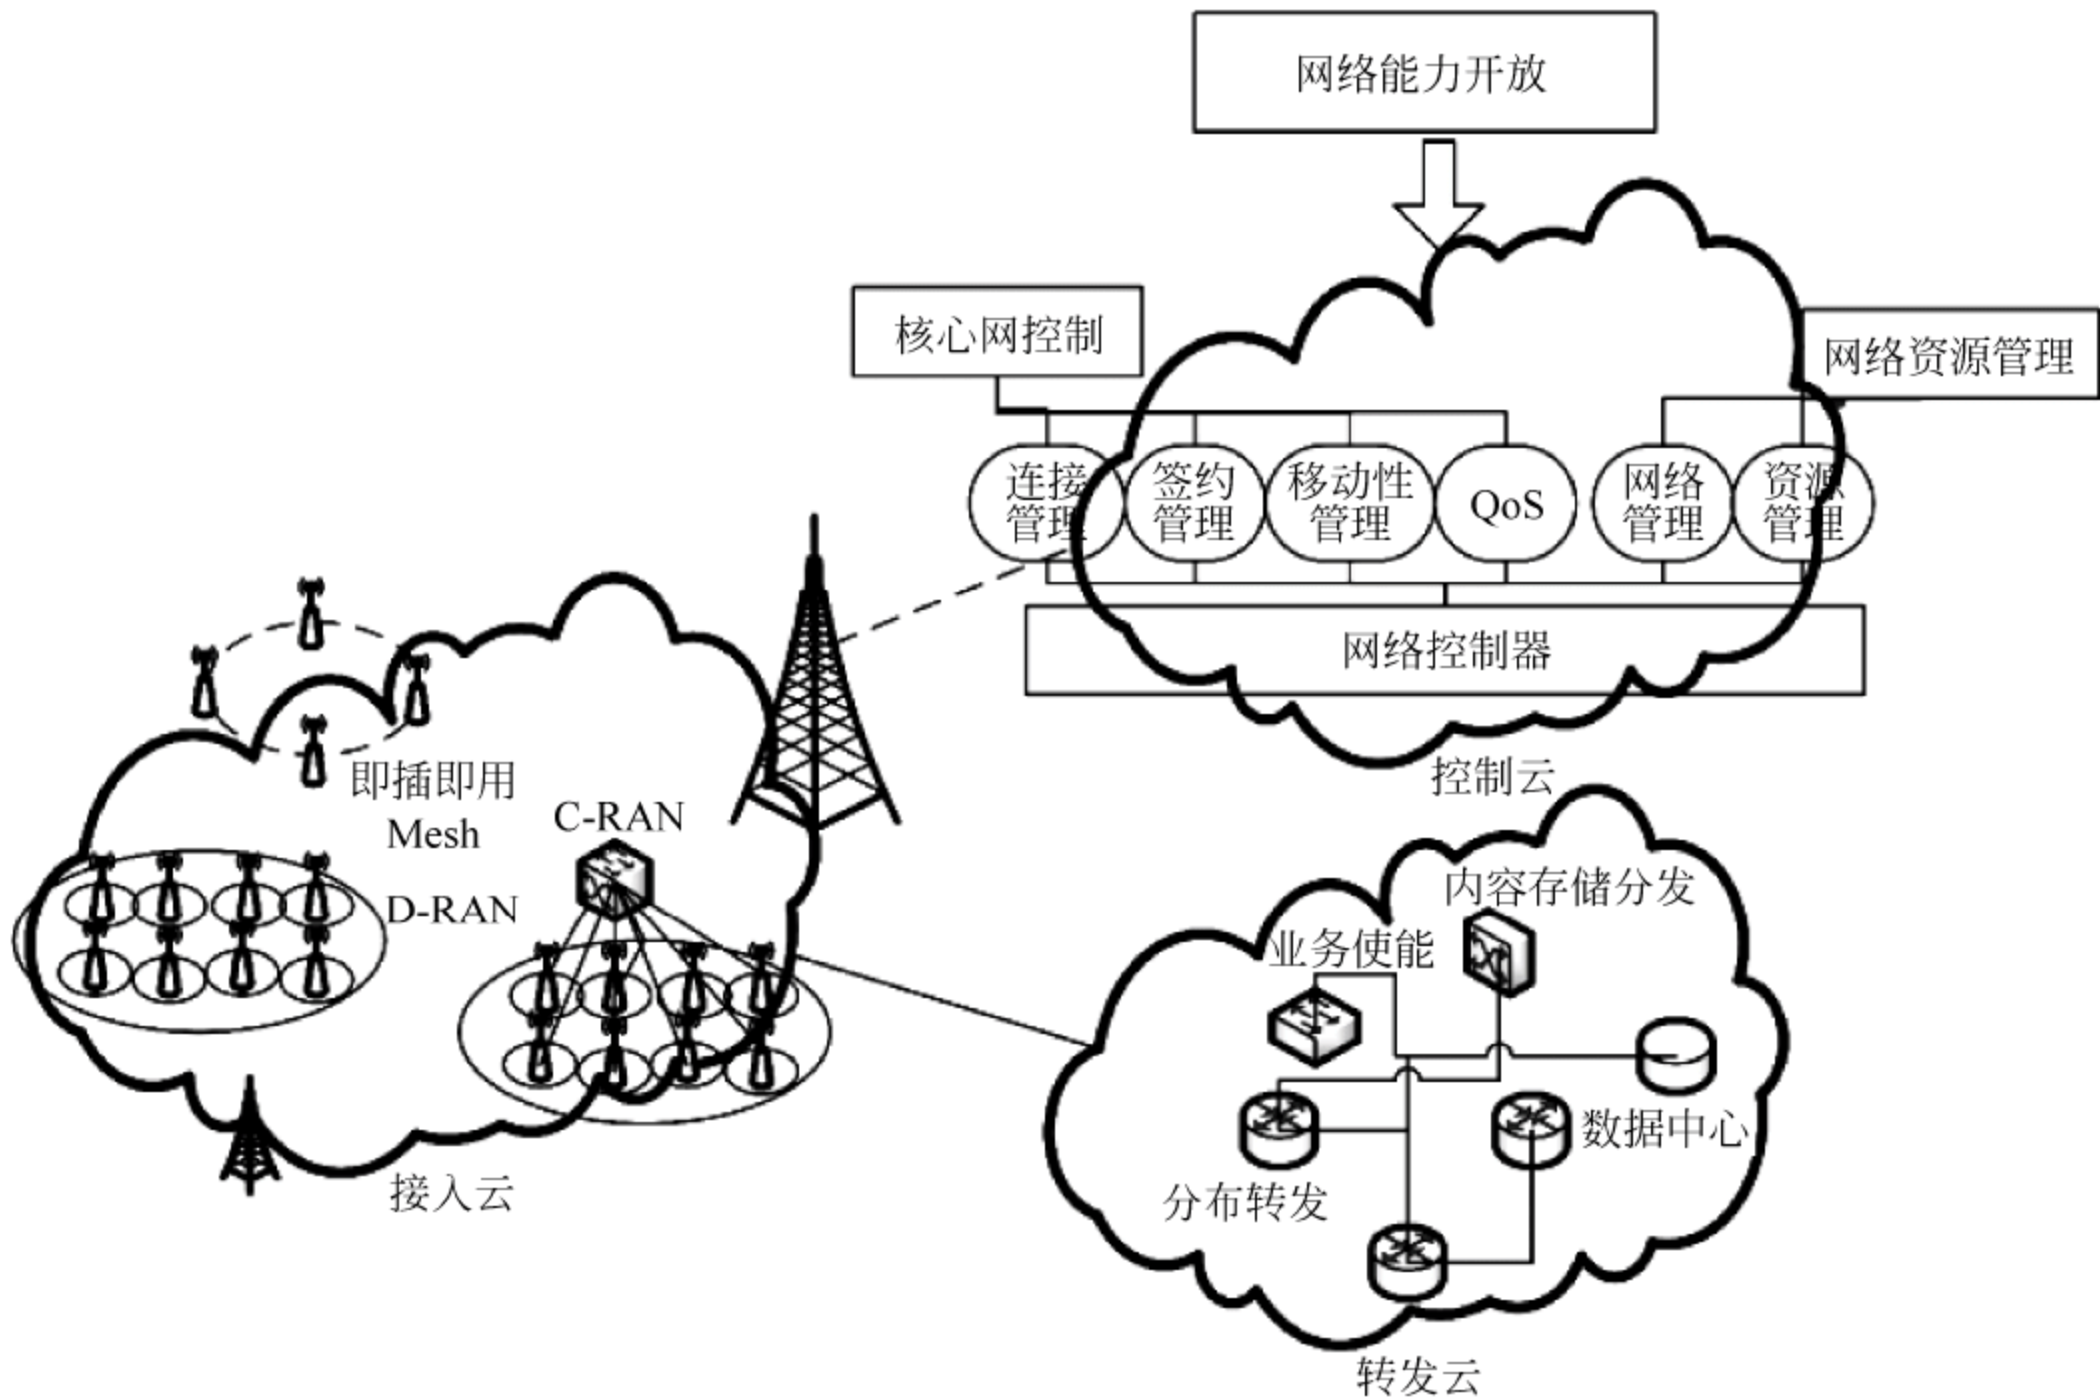 网络能力开放
核心网控制
网络资源管理
连接
管理
签约
管理
移动性
管理
QoS
网络
管理
资源
管理
网络控制器
控制云
即插即用
Mesh
C-RAN
D-RAN
接入云
内容存储分发
业务使能
数据中心
分布转发
转发云